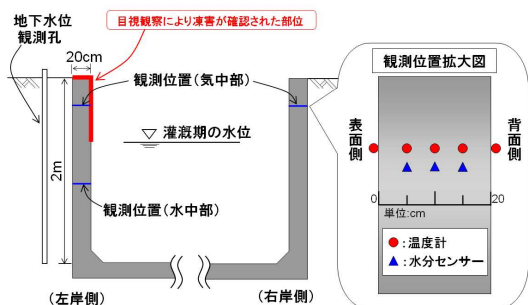 地下水位
観測孔
目視観察により凍害が確認された部位
20cm
観測位置(気中部)
灌漑期の水位
2m
観測位置(水中部)
(左岸側)
(右岸側)
観測位置拡大図
表面側
背面側
0
20
単位:cm
:温度計
:水分センサー